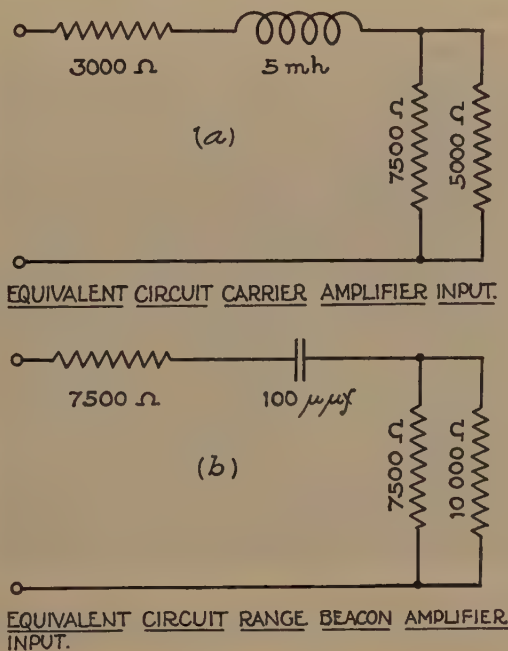 3000 Ω
5 mh
7500 Ω
5000 Ω
(a)
EQUIVALENT CIRCUIT CARRIER AMPLIFIER INPUT.
7500 Ω
100 μμf
7500 Ω
10 000 Ω
(b)
EQUIVALENT CIRCUIT RANGE BEACON AMPLIFIER
INPUT.